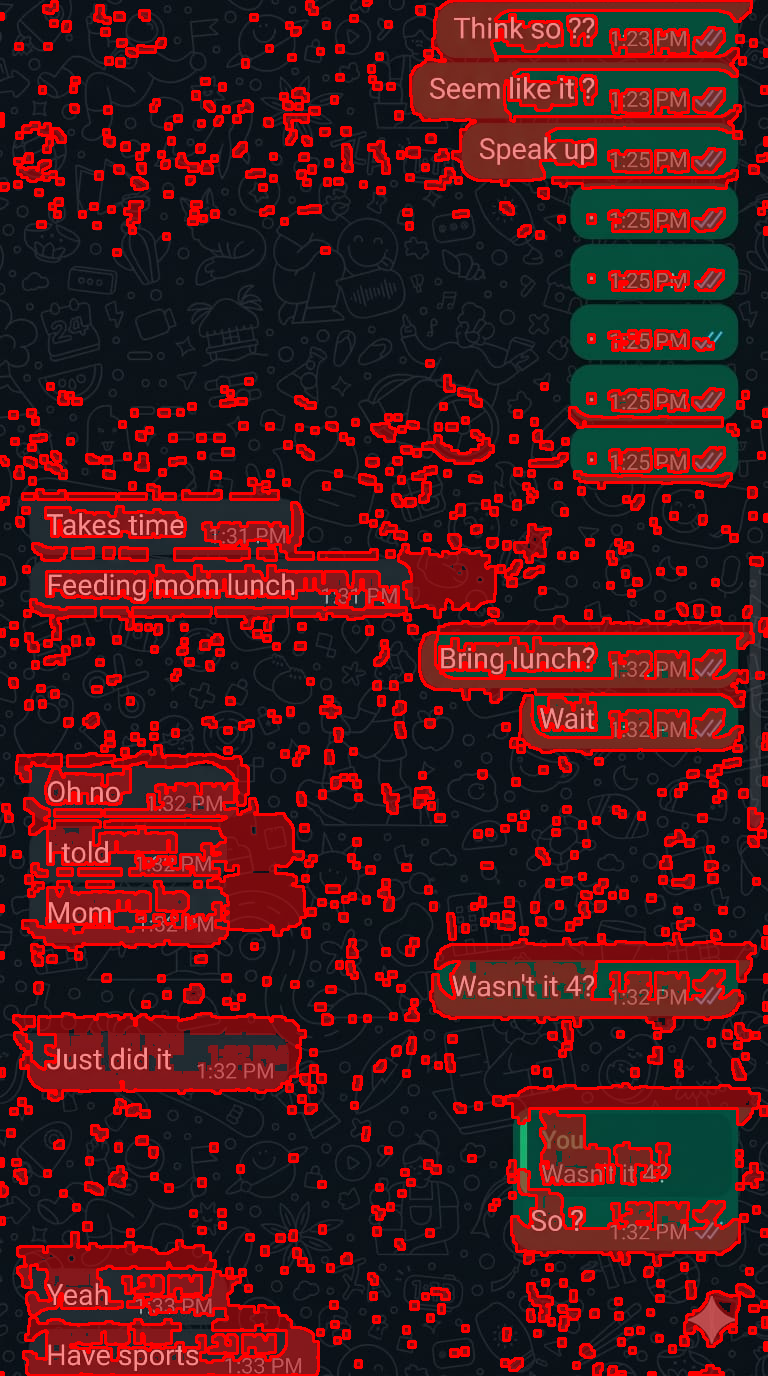 Think so ??
1:23 PM
Seem like it ?
1:23 PM
Speak up
1:25 PM
.
1:25 PM
.
1:25 PM
.
1:25 PM
.
1:25 PM
.
1:25 PM
Takes time
1:31 PM
Feeding mom lunch
1:31 PM
Bring lunch?
1:32 PM
Wait
1:32 PM
Oh no
1:32 PM
I told
1:32 PM
Mom
1:32 PM
Wasn't it 4?
1:32 PM
Just did it
1:32 PM
You
Wasn't it 4?
So ?
1:32 PM
Yeah
1:33 PM
Have sports
1:33 PM